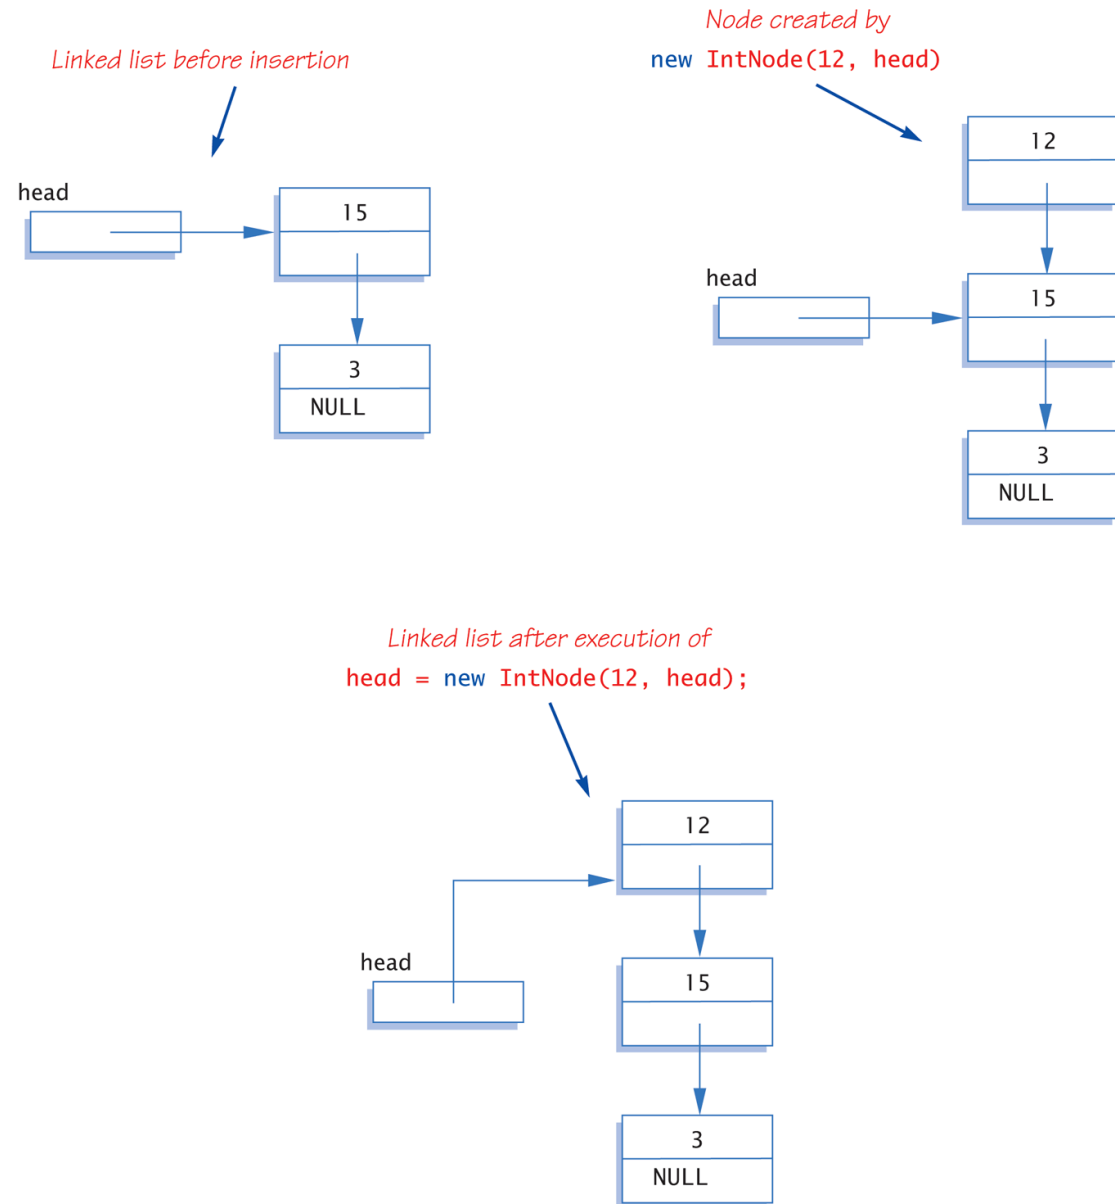 Linked list before insertion
head
15
3
NULL
Node created by
new IntNode(12, head)
12
head
15
3
NULL
Linked list after execution of
head = new IntNode(12, head);
12
head
15
3
NULL